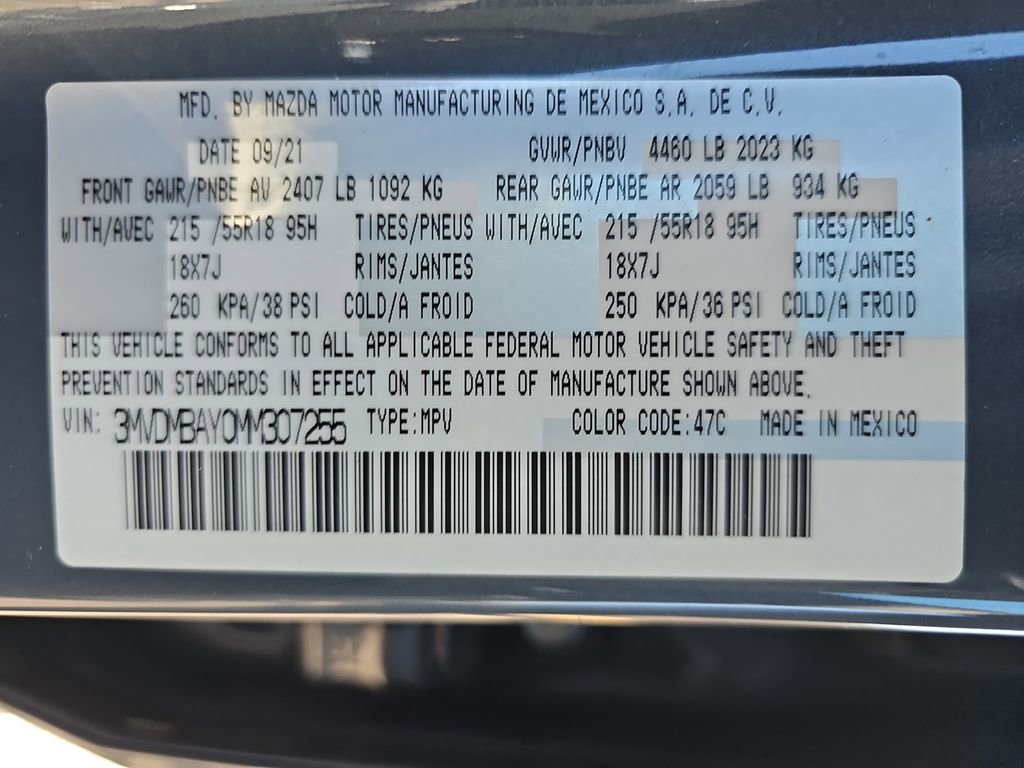 MFD. BY MAZDA MOTOR MANUFACTURING DE MEXICO S.A. DE C.V.
DATE 09/21 GVWR/PNBV 4460 LB 2023 KG
FRONT GAWR/PNBE AV 2407 LB 1092 KG REAR GAWR/PNBE AR 2059 LB 934 KG
WITH/AVEC 215 /55R18 95H TIRES/PNEUS WITH/AVEC 215 /55R18 95H TIRES/PNEUS
18X7J RIMS/JANTES 18X7J RIMS/JANTES
260 KPA/38 PSI COLD/A FROID 250 KPA/36 PSI COLD/A FROID
THIS VEHICLE CONFORMS TO ALL APPLICABLE FEDERAL MOTOR VEHICLE SAFETY AND THEFT
PREVENTION STANDARDS IN EFFECT ON THE DATE OF MANUFACTURE SHOWN ABOVE.
VIN: 3MVDMBAY0MM307255 TYPE:MPV COLOR CODE:47C MADE IN MEXICO